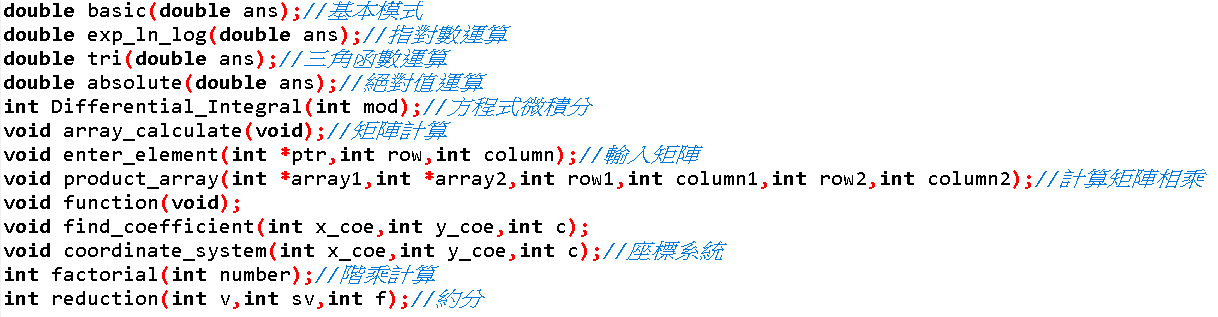 double basic(double ans);//基本模式
double exp_ln_log(double ans);//指對數運算
double tri(double ans);//三角函數運算
double absolute(double ans);//絕對值運算
int Differential_Integral(int mod);//方程式微積分
void array_calculate(void);//矩陣計算
void enter_element(int *ptr,int row,int column);//輸入矩陣
void product_array(int *array1,int *array2,int row1,int column1,int row2,int column2);//計算矩陣相乘
void function(void);
void find_coefficient(int x_coe,int y_coe,int c);
void coordinate_system(int x_coe,int y_coe,int c);//座標系統
int factorial(int number);//階乘計算
int reduction(int v,int sv,int f);//約分